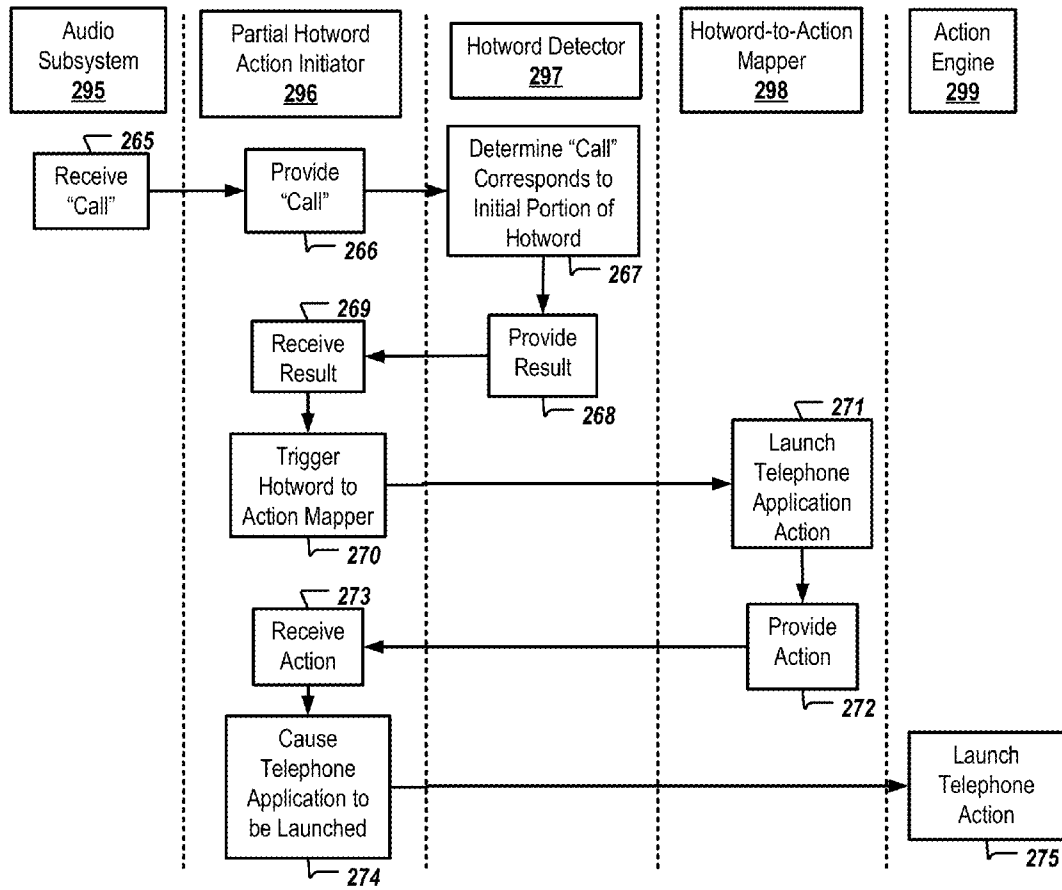 Audio
Subsystem
295
Partial Hotword
Action Initiator
296
Hotword Detector
297
Hotword-to-Action
Mapper
298
Action
Engine
299
265
Receive
“Call”
Provide
“Call”
266
Determine “Call”
Corresponds to
Initial Portion of
Hotword
267
269
Receive
Result
Provide
Result
268
Trigger
Hotword to
Action Mapper
270
271
Launch
Telephone
Application
Action
273
Receive
Action
Provide
Action
272
Cause
Telephone
Application to
be Launched
274
Launch
Telephone
Action
275